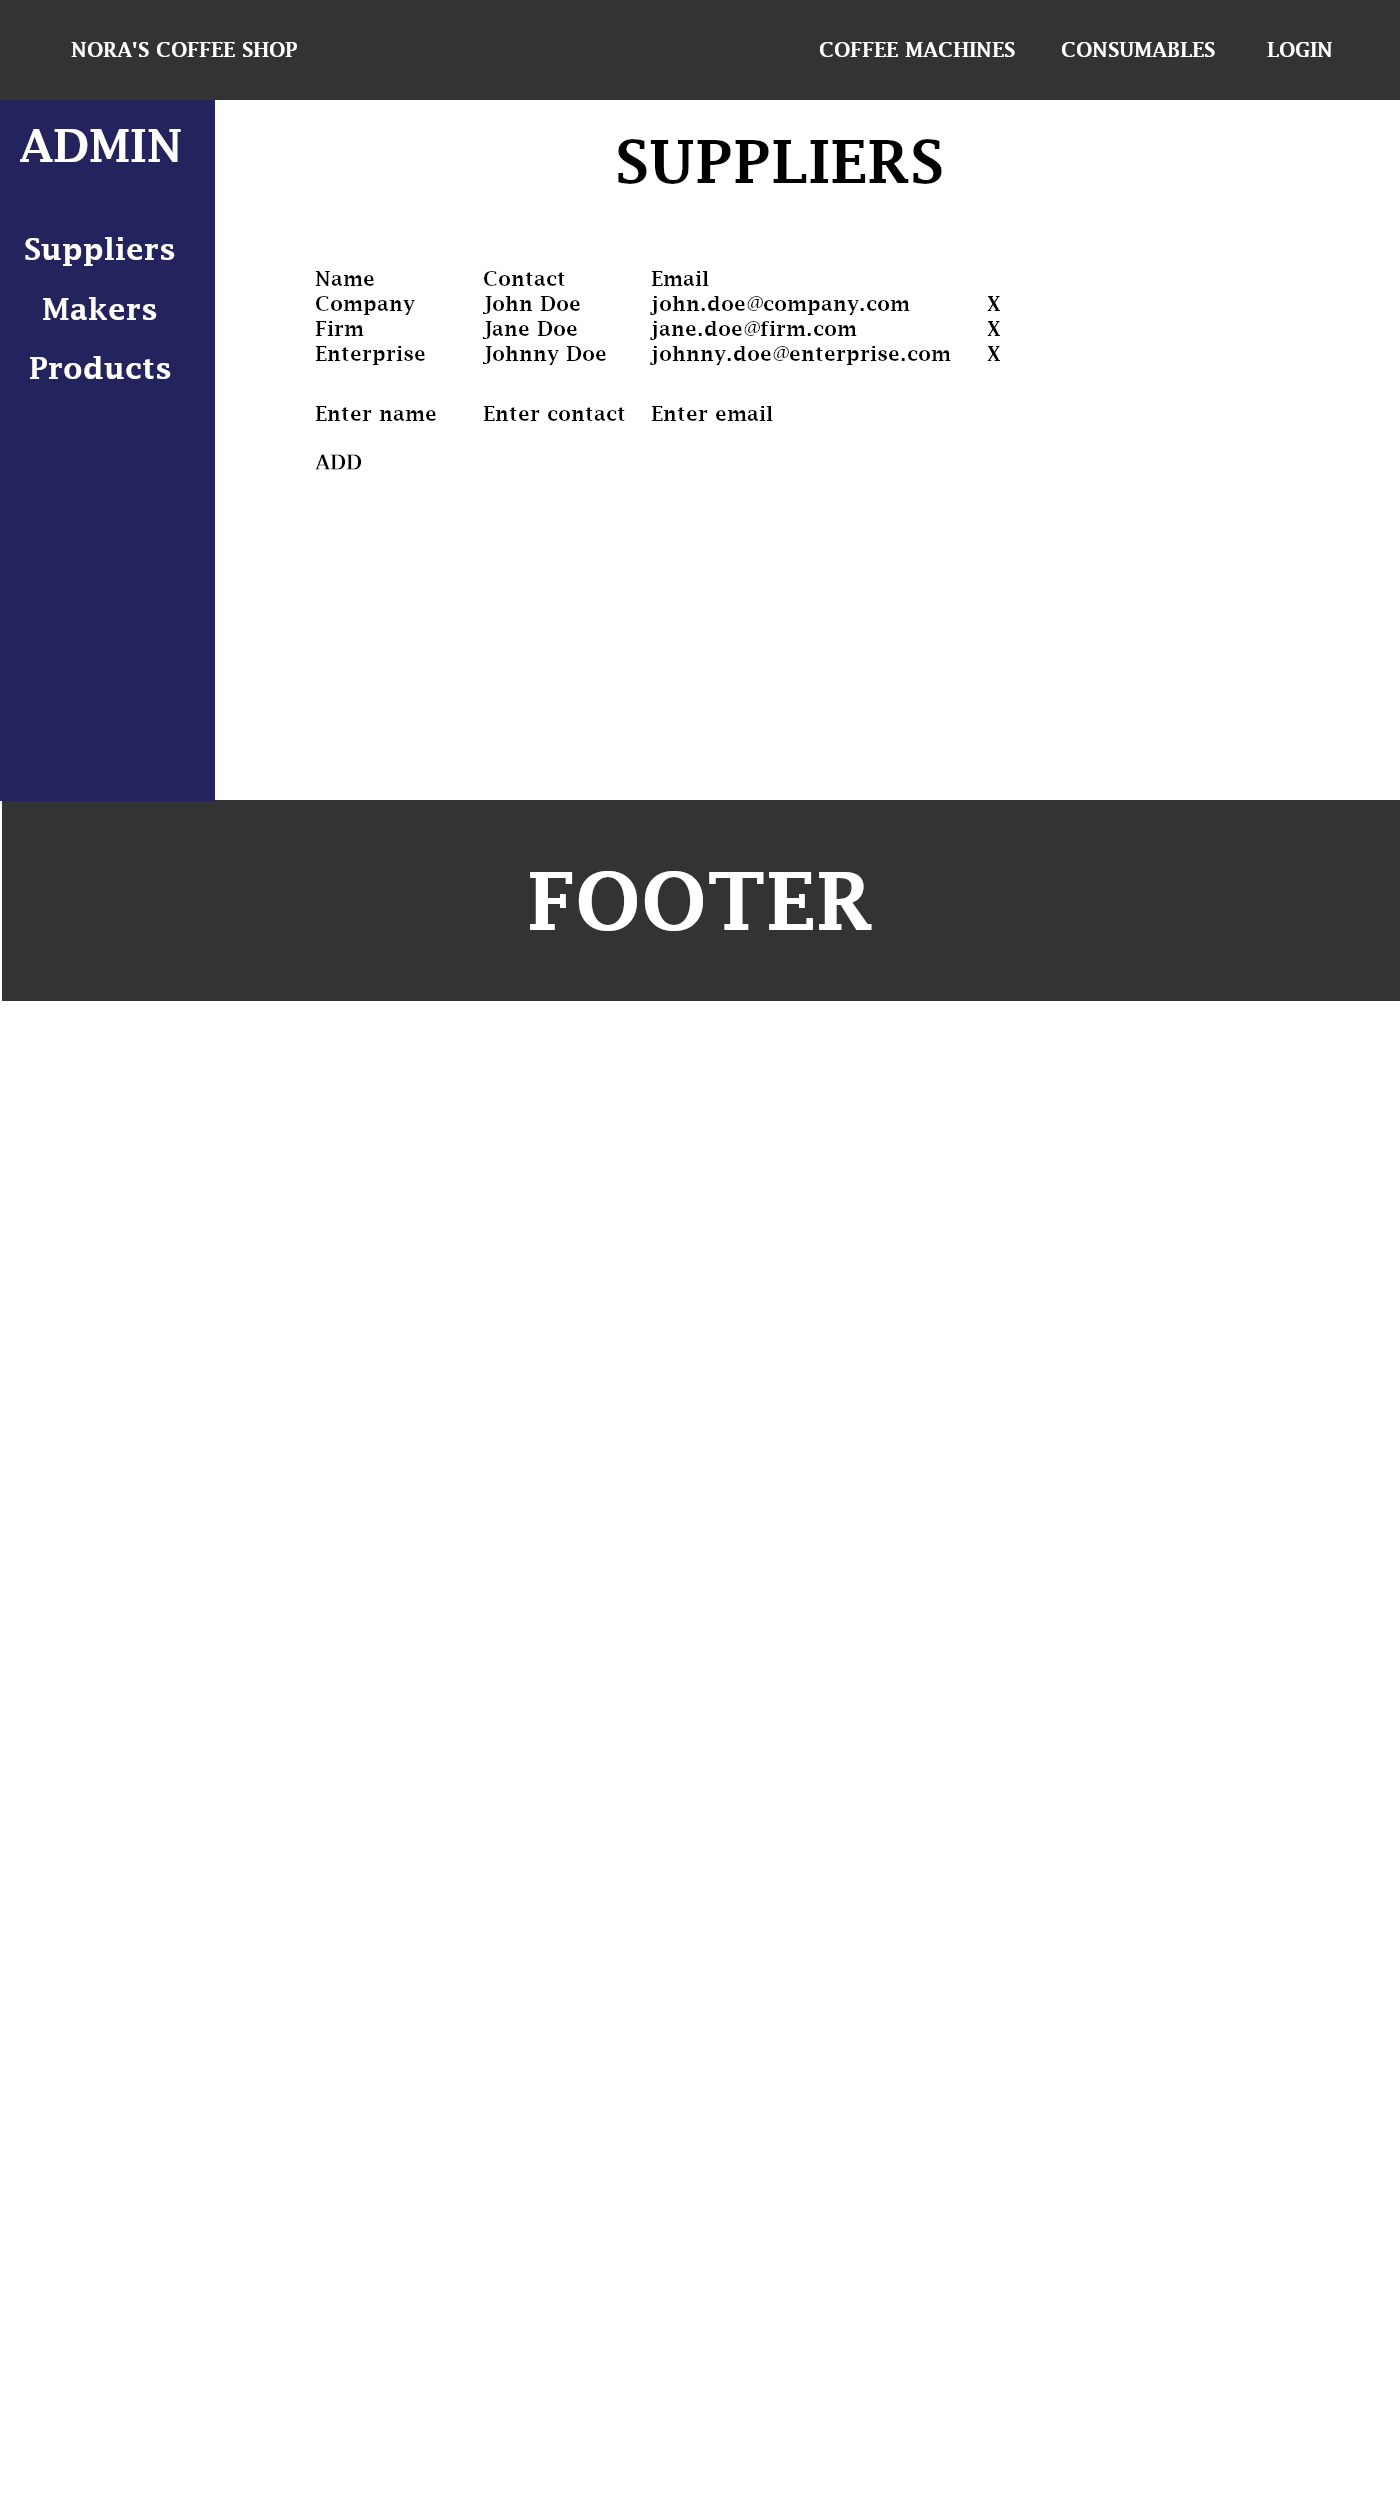 NORA'S COFFEE SHOP COFFEE MACHINES CONSUMABLES LOGIN
ADMIN
Suppliers
Makers
Products
SUPPLIERS
Name Contact Email
Company John Doe john.doe@company.com X
Firm Jane Doe jane.doe@firm.com X
Enterprise Johnny Doe johnny.doe@enterprise.com X
Enter name Enter contact Enter email
ADD
FOOTER